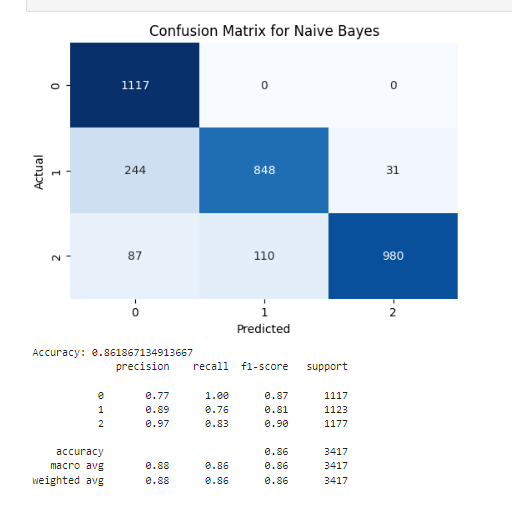 Confusion Matrix for Naive Bayes
0 1117 0 0
Actual
1 244 848 31
2 87 110 980
0 1 2
Predicted
Accuracy: 0.861867134913667
precision recall f1-score support
0 0.77 1.00 0.87 1117
1 0.89 0.76 0.81 1123
2 0.97 0.83 0.90 1177
accuracy 0.86 3417
macro avg 0.88 0.86 0.86 3417
weighted avg 0.88 0.86 0.86 3417